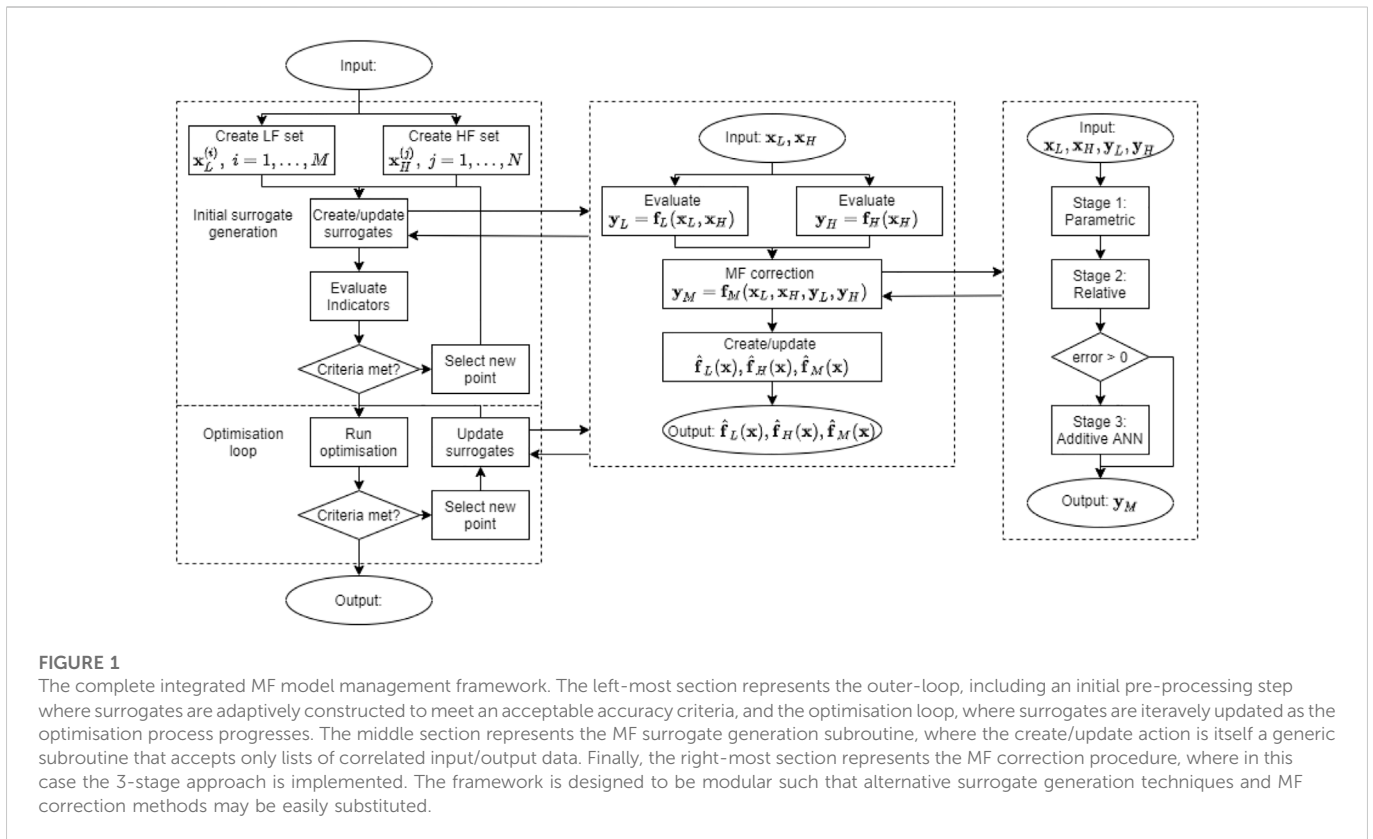 Input:
Create LF set
𝐱_L^(i), i = 1, . . . , M
Create HF set
𝐱_H^(j), j = 1, . . . , N
Initial surrogate
generation
Create/update
surrogates
Evaluate
Indicators
Criteria met?
Select new
point
Optimisation
loop
Run
optimisation
Update
surrogates
Criteria met?
Select new
point
Output:
Input: 𝐱_L, 𝐱_H
Evaluate
𝐲_L = 𝐟_L(𝐱_L, 𝐱_H)
Evaluate
𝐲_H = 𝐟_H(𝐱_H)
MF correction
𝐲_M = 𝐟_M(𝐱_L, 𝐱_H, 𝐲_L, 𝐲_H)
Create/update
𝐟̂_L(𝐱), 𝐟̂_H(𝐱), 𝐟̂_M(𝐱)
Output: 𝐟̂_L(𝐱), 𝐟̂_H(𝐱), 𝐟̂_M(𝐱)
Input:
𝐱_L, 𝐱_H, 𝐲_L, 𝐲_H
Stage 1:
Parametric
Stage 2:
Relative
error > 0
Stage 3:
Additive ANN
Output: 𝐲_M
FIGURE 1
The complete integrated MF model management framework. The left-most section represents the outer-loop, including an initial pre-processing step
where surrogates are adaptively constructed to meet an acceptable accuracy criteria, and the optimisation loop, where surrogates are iteravely updated as the
optimisation process progresses. The middle section represents the MF surrogate generation subroutine, where the create/update action is itself a generic
subroutine that accepts only lists of correlated input/output data. Finally, the right-most section represents the MF correction procedure, where in this
case the 3-stage approach is implemented. The framework is designed to be modular such that alternative surrogate generation techniques and MF
correction methods may be easily substituted.